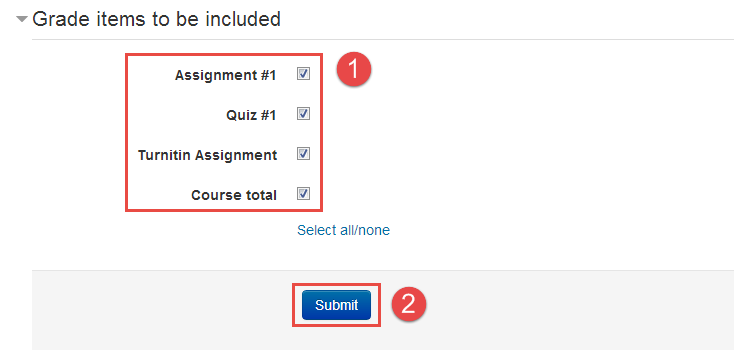 Grade items to be included
Assignment #1
1
Quiz #1
Turnitin Assignment
Course total
Select all/none
Submit
2